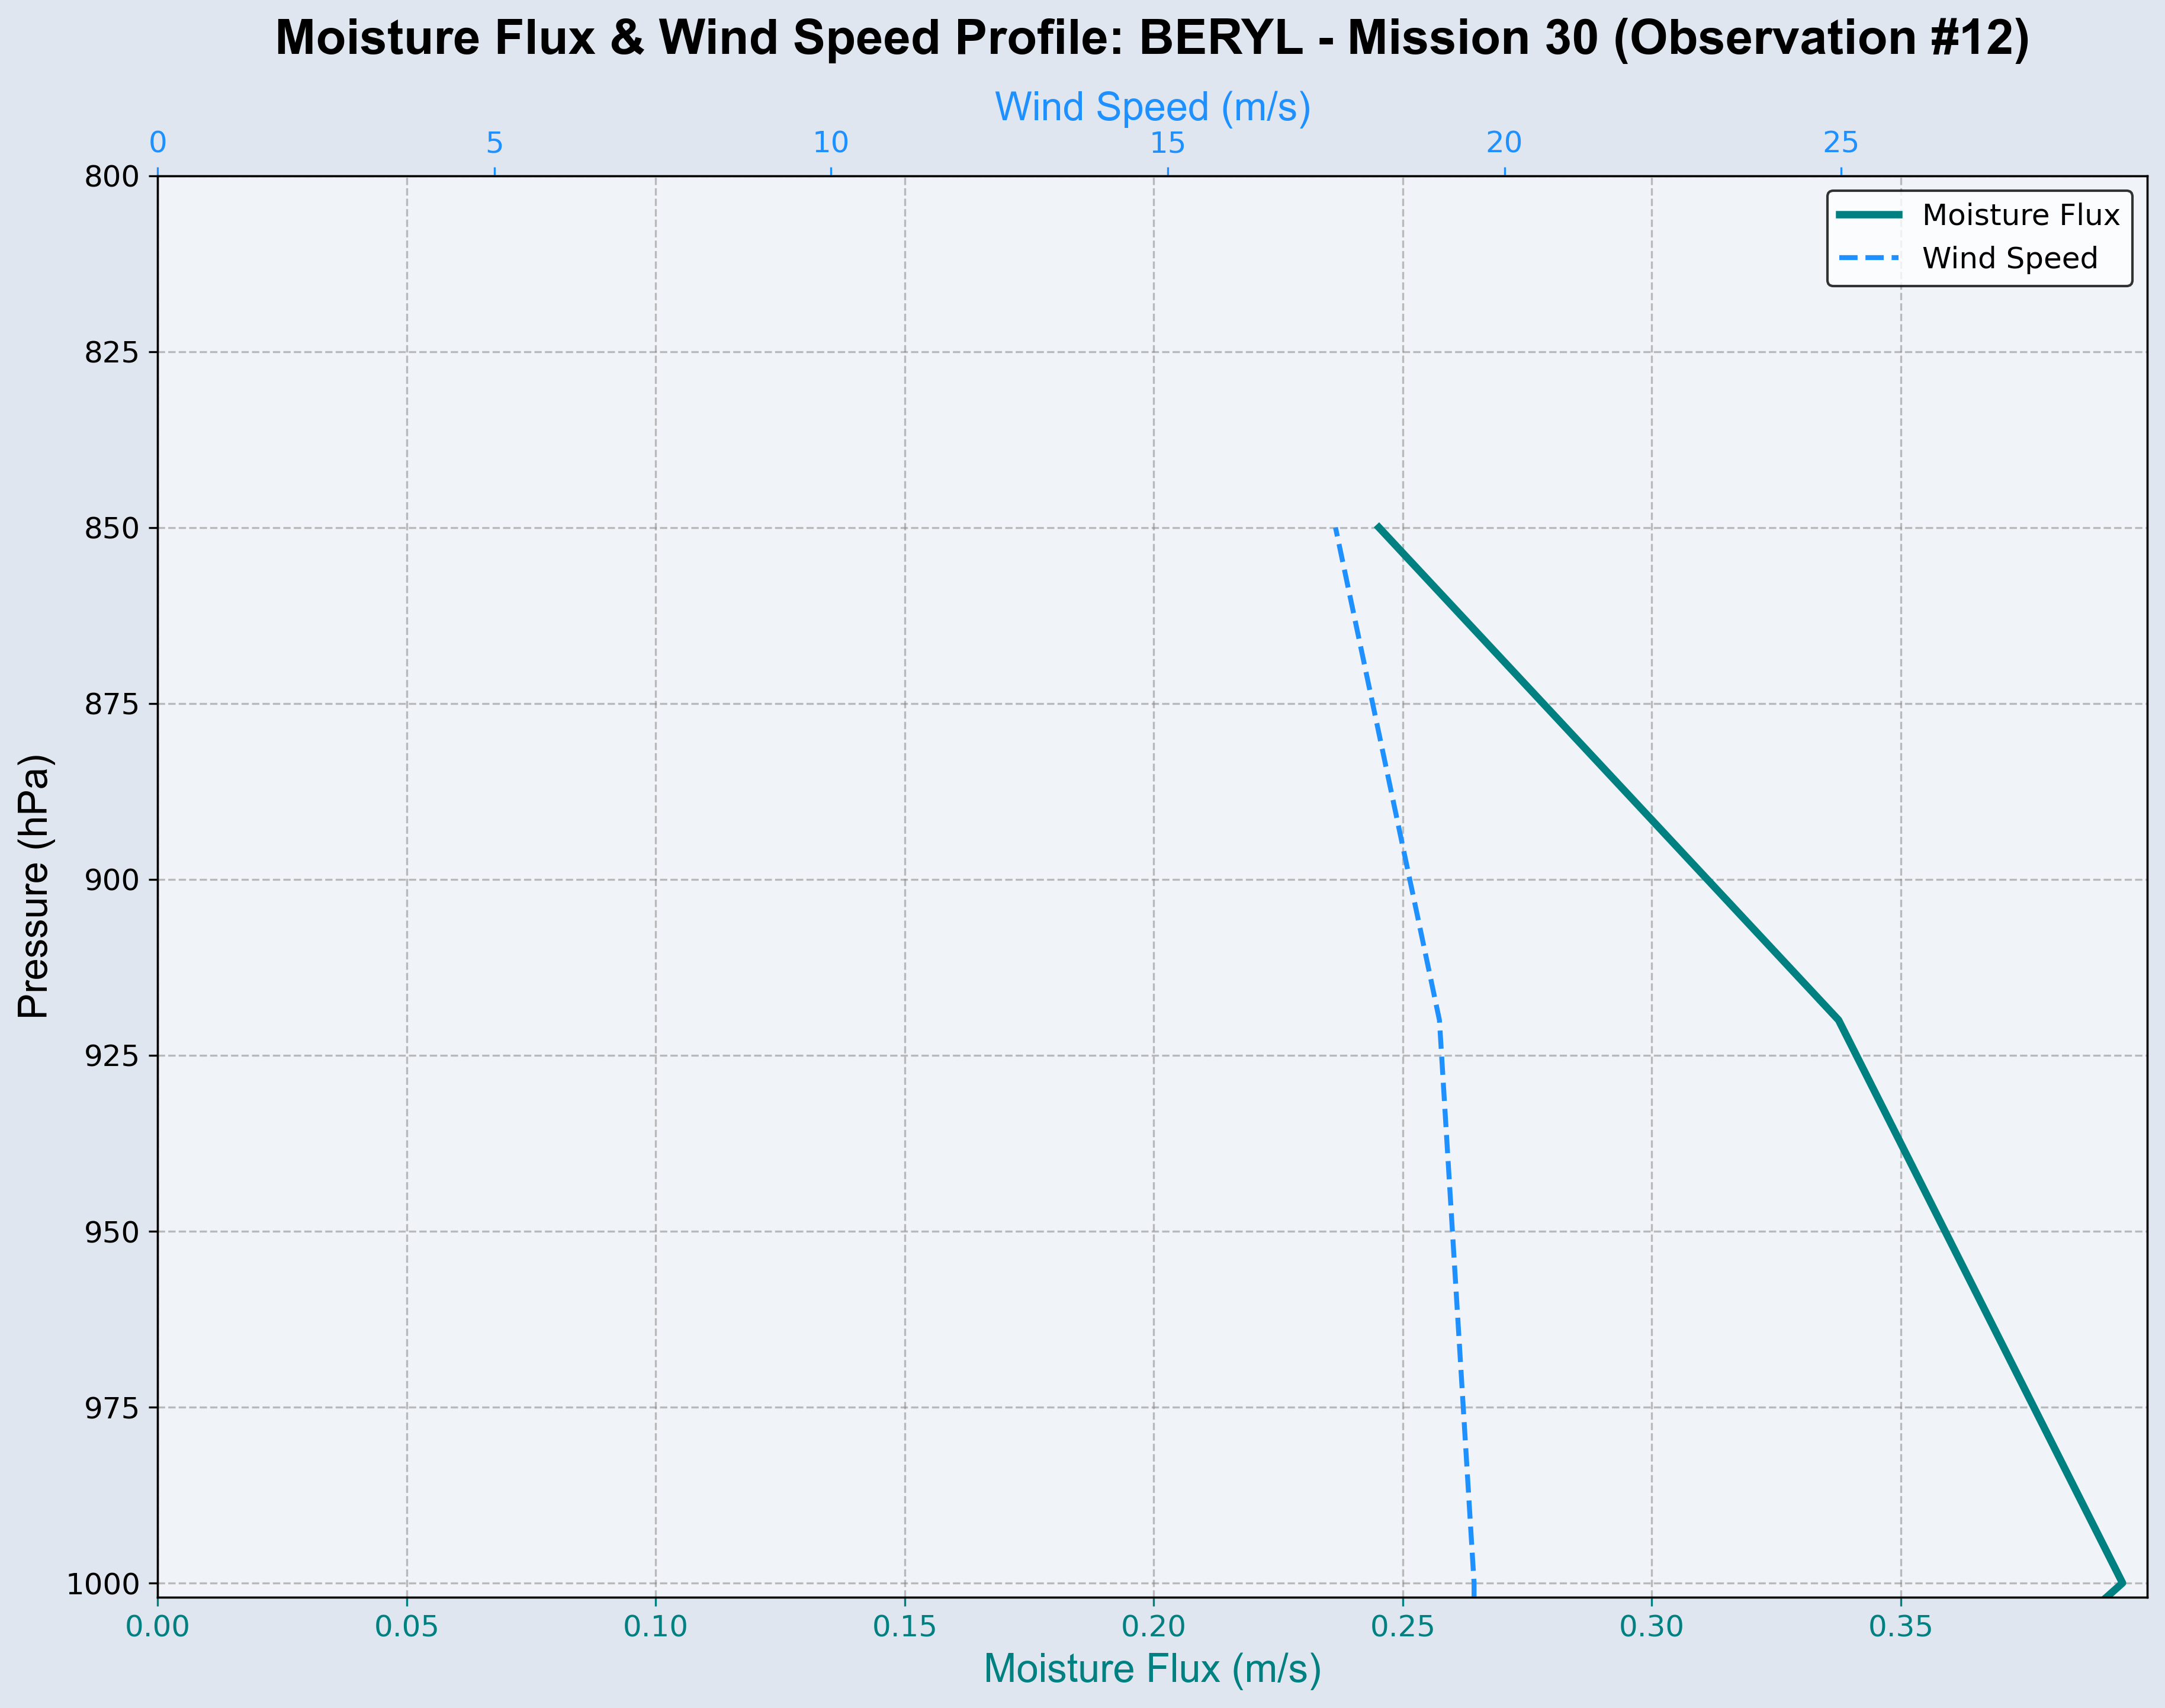 Moisture Flux & Wind Speed Profile: BERYL - Mission 30 (Observation #12)
Wind Speed (m/s)
0 5 10 15 20 25
Moisture Flux
Wind Speed
800
825
850
875
900
925
950
975
1000
Pressure (hPa)
0.00 0.05 0.10 0.15 0.20 0.25 0.30 0.35
Moisture Flux (m/s)